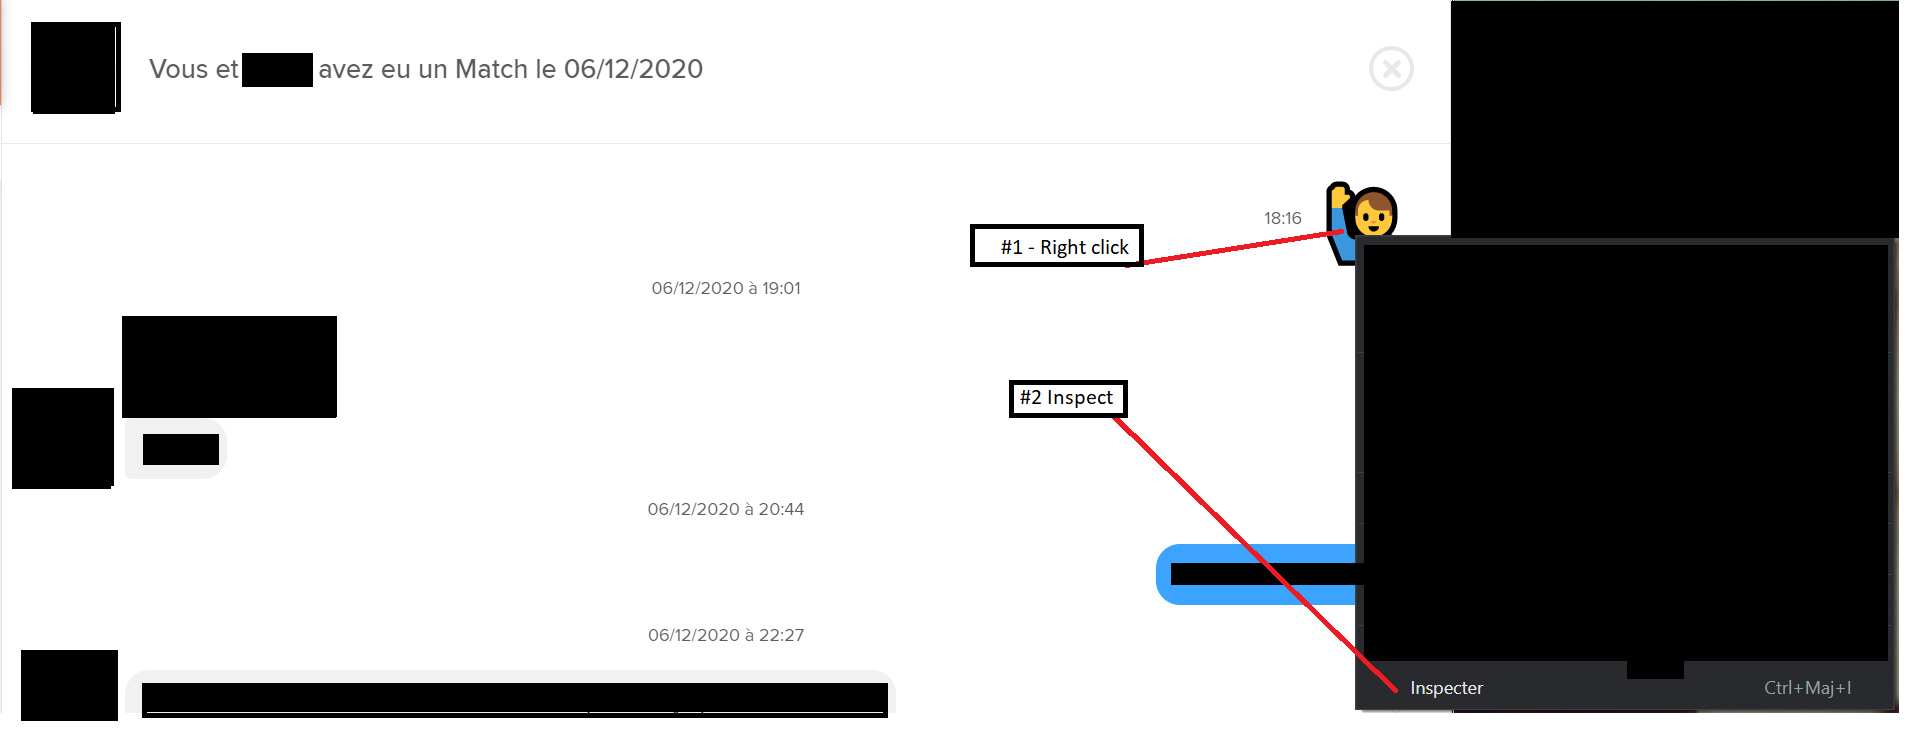 Vous et avez eu un Match le 06/12/2020
18:16
#1 - Right click
06/12/2020 à 19:01
#2 Inspect
06/12/2020 à 20:44
06/12/2020 à 22:27
Inspecter Ctrl+Maj+I